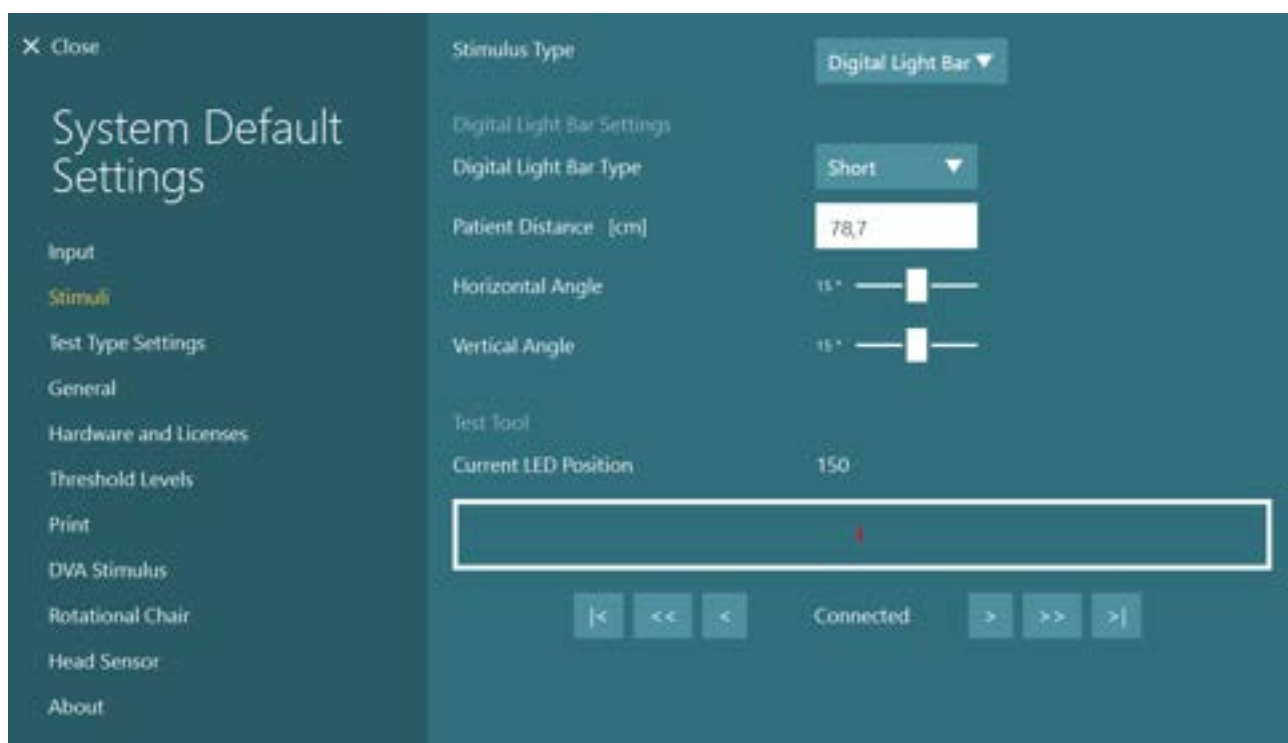 × Close
System Default
Settings
Input
Stimuli
Test Type Settings
General
Hardware and Licenses
Threshold Levels
Print
DVA Stimulus
Rotational Chair
Head Sensor
About
Stimulus Type Digital Light Bar ▼
Digital Light Bar Settings
Digital Light Bar Type Short ▼
Patient Distance [cm] 78,7
Horizontal Angle 15 °
Vertical Angle 15 °
Test Tool
Current LED Position 150
|< << < Connected > >> >|